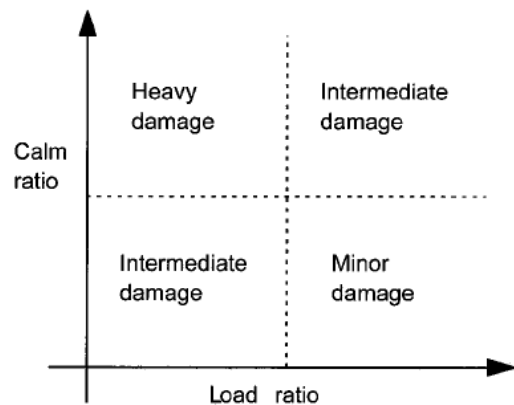 Heavy
damage
Intermediate
damage
Calm
ratio
Intermediate
damage
Minor
damage
Load ratio